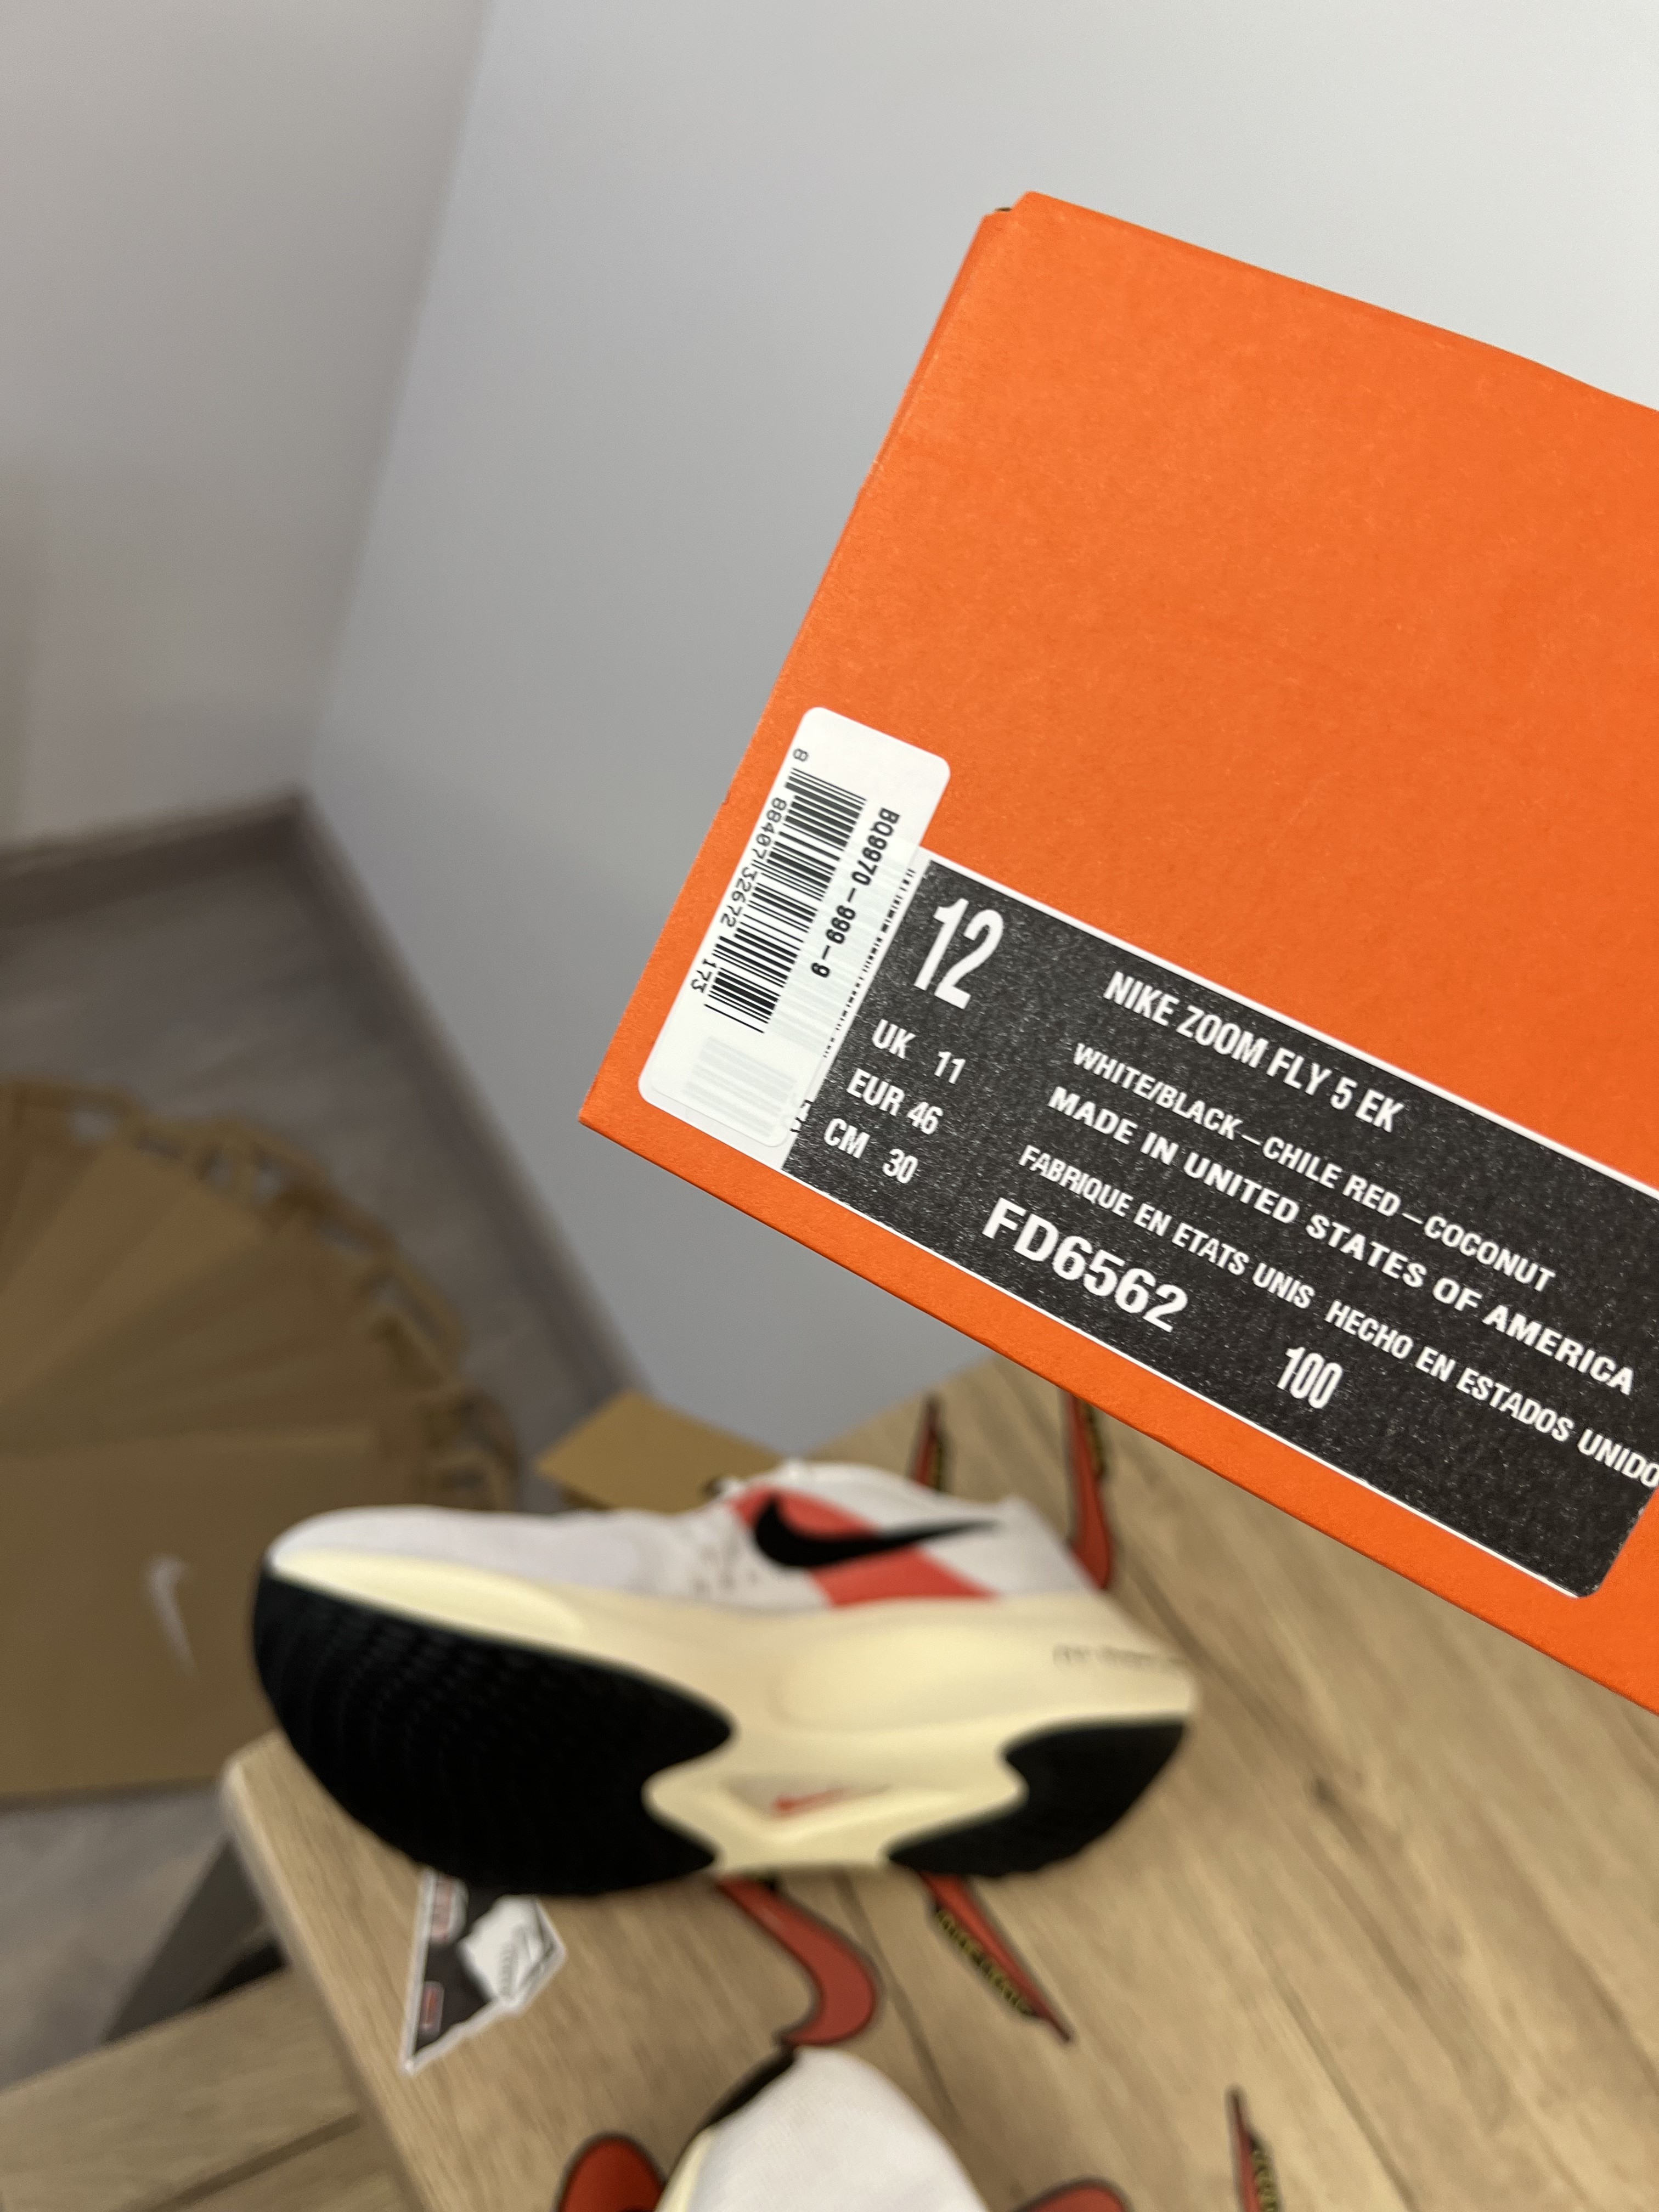 BQ9970-999-9
8 88407 32672 173
12
UK 11
EUR 46
CM 30
NIKE ZOOM FLY 5 EK
WHITE/BLACK-CHILE RED-COCONUT
MADE IN UNITED STATES OF AMERICA
FABRIQUE EN ETATS UNIS HECHO EN ESTADOS UNIDO
FD6562 100